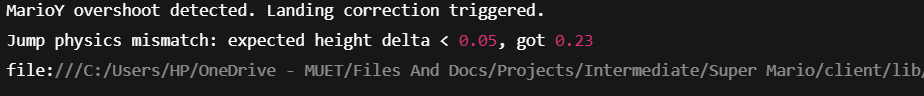 MarioY overshoot detected. Landing correction triggered.
Jump physics mismatch: expected height delta < 0.05, got 0.23
file:///C:/Users/HP/OneDrive - MUET/Files And Docs/Projects/Intermediate/Super Mario/client/lib/